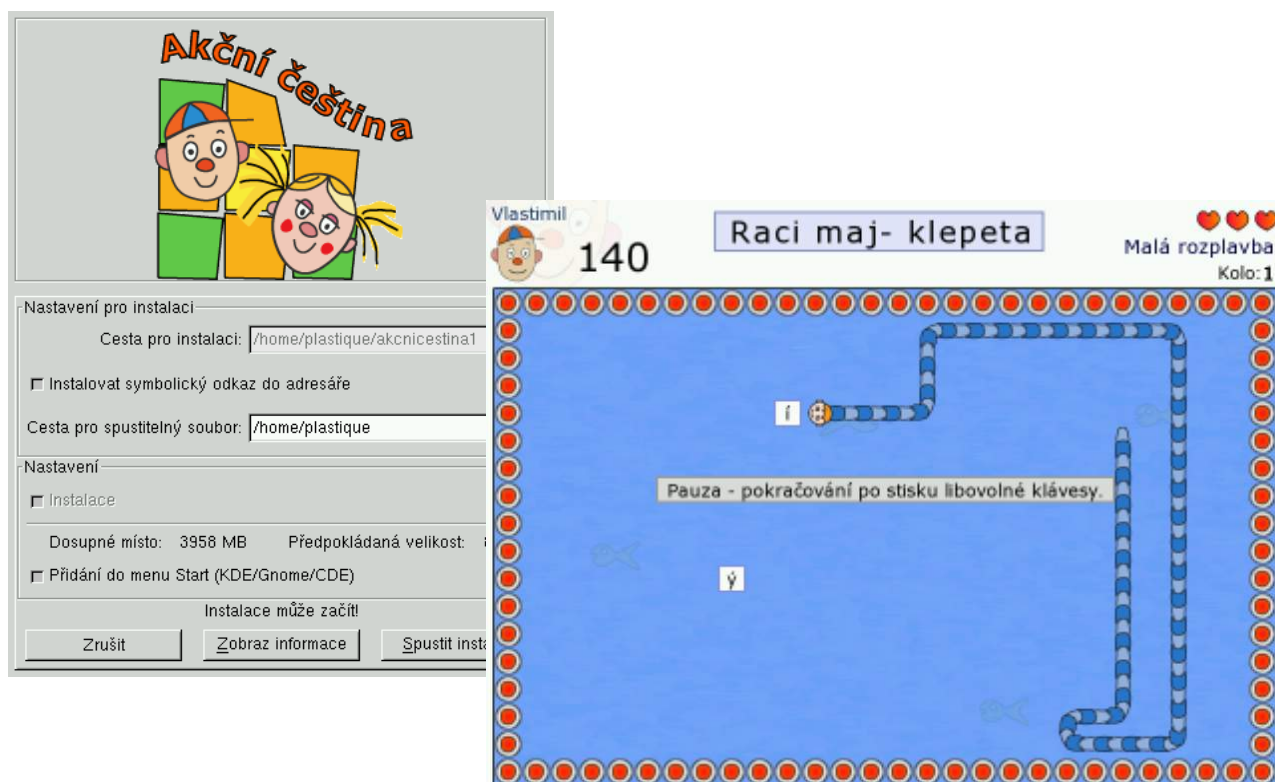 Akční čeština
Nastavení pro instalaci
Cesta pro instalaci: /home/plastique/akcnicestina1
Instalovat symbolický odkaz do adresáře
Cesta pro spustitelný soubor: /home/plastique
Nastavení
Instalace
Dosupné místo: 3958 MB Předpokládaná velikost:
Přidání do menu Start (KDE/Gnome/CDE)
Instalace může začít!
Zrušit Zobraz informace Spustit inst
Vlastimil
140
Raci maj- klepeta
Malá rozplavba
Kolo: 1
í
Pauza - pokračování po stisku libovolné klávesy.
ý